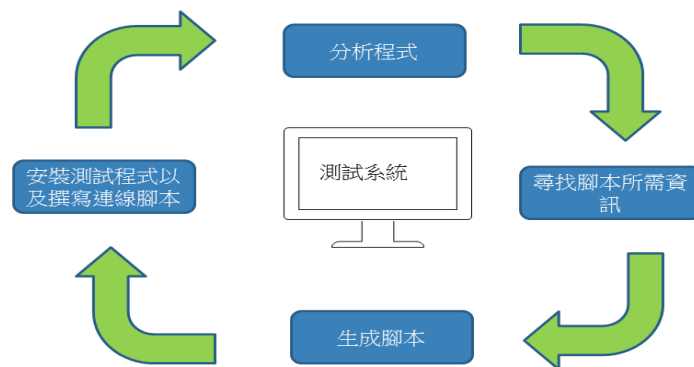 分析程式
安裝測試程式以
及撰寫連線腳本
測試系統
尋找腳本所需資
訊
生成腳本